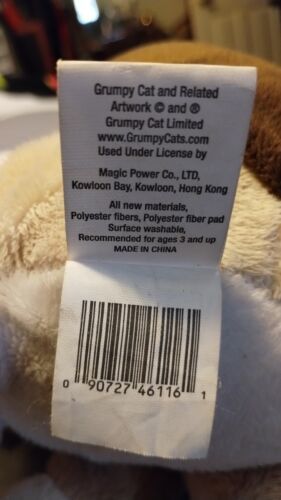 Grumpy Cat and Related
Artwork © and ®
Grumpy Cat Limited
www.GrumpyCats.com
Used Under License by
Magic Power Co., LTD,
Kowloon Bay, Kowloon, Hong Kong
All new materials,
Polyester fibers, Polyester fiber pad
Surface washable,
Recommended for ages 3 and up
MADE IN CHINA
0 90727 46116 1